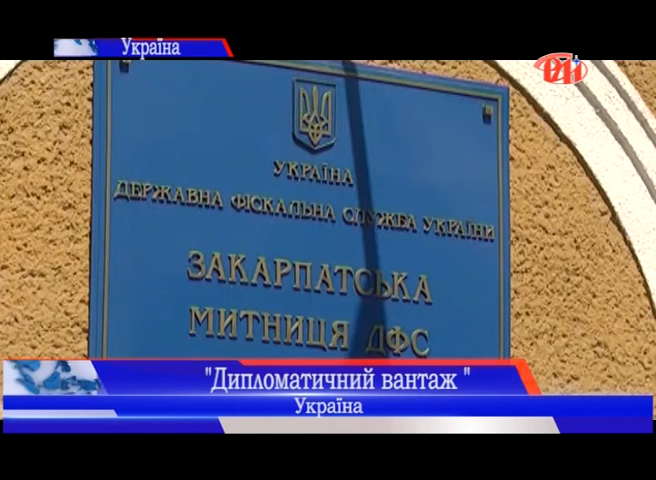 Україна
УКРАЇНА
ДЕРЖАВНА ФІСКАЛЬНА СЛУЖБА УКРАЇНИ
ЗАКАРПАТСЬКА
МИТНИЦЯ ДФС
"Дипломатичний вантаж "
Україна